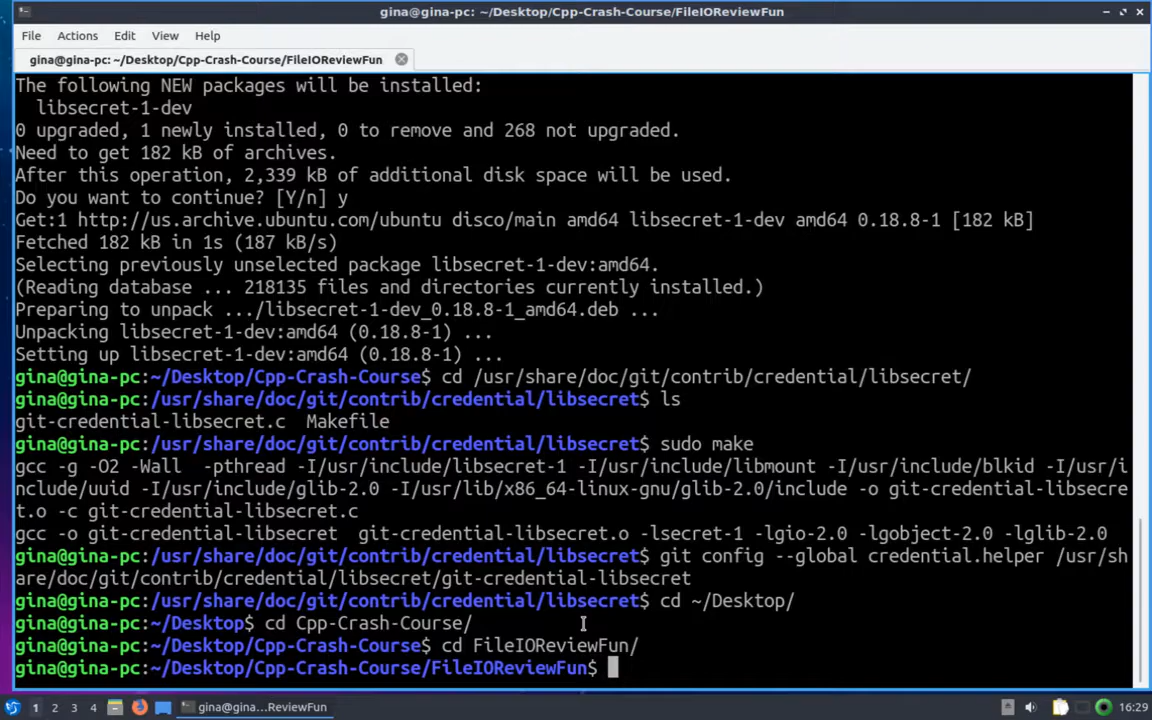 gina@gina-pc: ~/Desktop/Cpp-Crash-Course/FileIOReviewFun
File Actions Edit View Help
gina@gina-pc: ~/Desktop/Cpp-Crash-Course/FileIOReviewFun
The following NEW packages will be installed:
  libsecret-1-dev
0 upgraded, 1 newly installed, 0 to remove and 268 not upgraded.
Need to get 182 kB of archives.
After this operation, 2,339 kB of additional disk space will be used.
Do you want to continue? [Y/n] y
Get:1 http://us.archive.ubuntu.com/ubuntu disco/main amd64 libsecret-1-dev amd64 0.18.8-1 [182 kB]
Fetched 182 kB in 1s (187 kB/s)
Selecting previously unselected package libsecret-1-dev:amd64.
(Reading database ... 218135 files and directories currently installed.)
Preparing to unpack .../libsecret-1-dev_0.18.8-1_amd64.deb ...
Unpacking libsecret-1-dev:amd64 (0.18.8-1) ...
Setting up libsecret-1-dev:amd64 (0.18.8-1) ...
gina@gina-pc:~/Desktop/Cpp-Crash-Course$ cd /usr/share/doc/git/contrib/credential/libsecret/
gina@gina-pc:/usr/share/doc/git/contrib/credential/libsecret$ ls
git-credential-libsecret.c  Makefile
gina@gina-pc:/usr/share/doc/git/contrib/credential/libsecret$ sudo make
gcc -g -O2 -Wall  -pthread -I/usr/include/libsecret-1 -I/usr/include/libmount -I/usr/include/blkid -I/usr/i
nclude/uuid -I/usr/include/glib-2.0 -I/usr/lib/x86_64-linux-gnu/glib-2.0/include -o git-credential-libsecre
t.o -c git-credential-libsecret.c
gcc -o git-credential-libsecret  git-credential-libsecret.o -lsecret-1 -lgio-2.0 -lgobject-2.0 -lglib-2.0
gina@gina-pc:/usr/share/doc/git/contrib/credential/libsecret$ git config --global credential.helper /usr/sh
are/doc/git/contrib/credential/libsecret/git-credential-libsecret
gina@gina-pc:/usr/share/doc/git/contrib/credential/libsecret$ cd ~/Desktop/
gina@gina-pc:~/Desktop$ cd Cpp-Crash-Course/
gina@gina-pc:~/Desktop/Cpp-Crash-Course$ cd FileIOReviewFun/
gina@gina-pc:~/Desktop/Cpp-Crash-Course/FileIOReviewFun$
1 2 3 4 gina@gina...ReviewFun 16:29